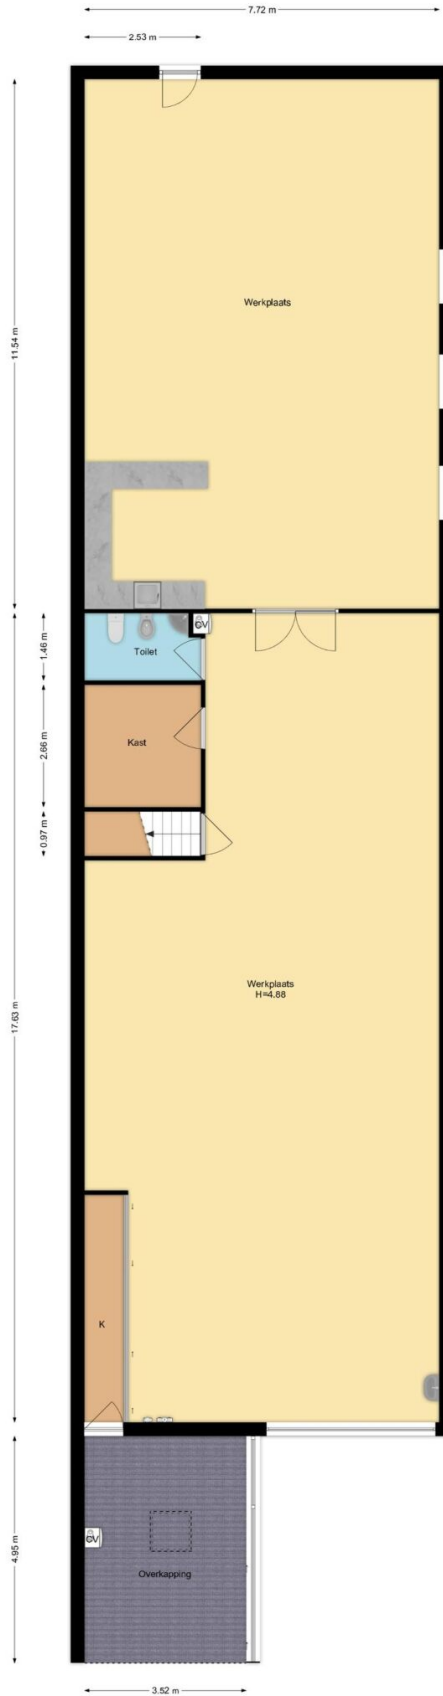 7.72 m
2.53 m
11.54 m
Werkplaats
1.46 m
CV
Toilet
2.66 m
Kast
0.97 m
17.63 m
Werkplaats
H=4.88
K
4.95 m
CV
Overkapping
3.52 m